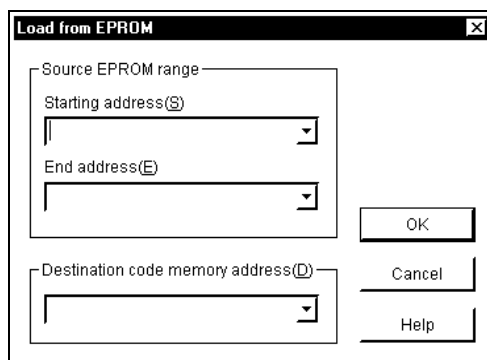 Load from EPROM
Source EPROM range
Starting address(S)
End address(E)
OK
Destination code memory address(D)
Cancel
Help